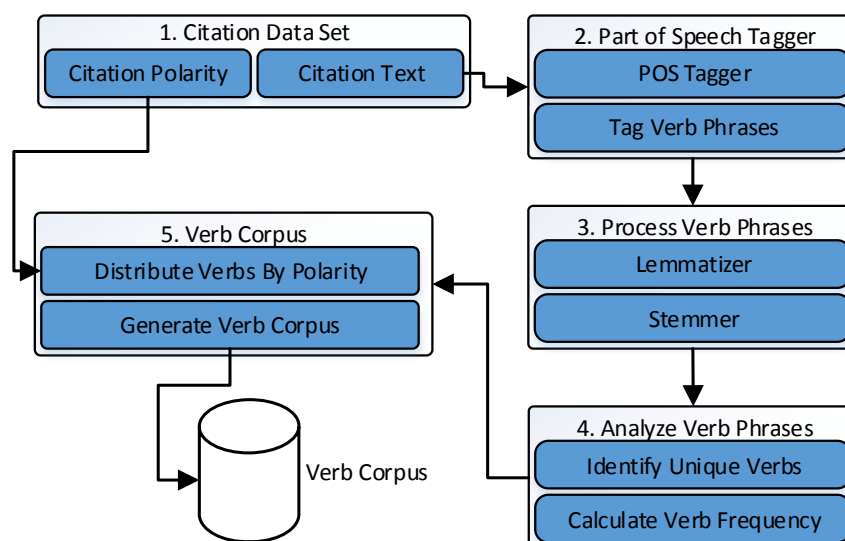 1. Citation Data Set
Citation Polarity
Citation Text
2. Part of Speech Tagger
POS Tagger
Tag Verb Phrases
3. Process Verb Phrases
Lemmatizer
Stemmer
4. Analyze Verb Phrases
Identify Unique Verbs
Calculate Verb Frequency
5. Verb Corpus
Distribute Verbs By Polarity
Generate Verb Corpus
Verb Corpus